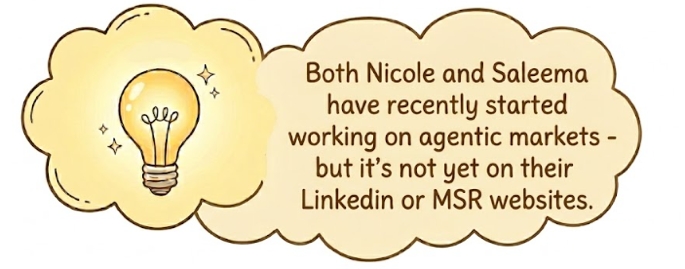 Both Nicole and Saleema
have recently started
working on agentic markets -
but it's not yet on their
Linkedin or MSR websites.